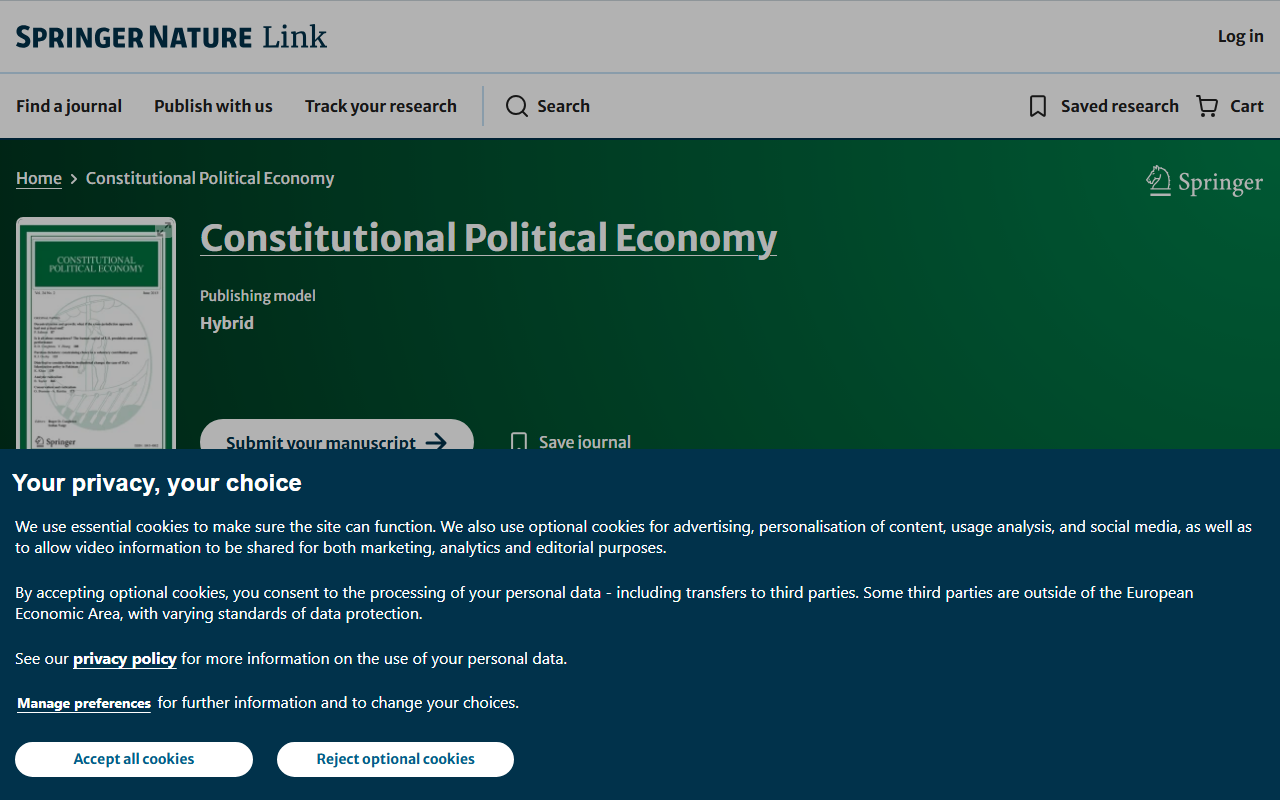 SPRINGER NATURE Link
Log in
Find a journal
Publish with us
Track your research
Search
Saved research
Cart
Home
Constitutional Political Economy
Springer
CONSTITUTIONAL
POLITICAL ECONOMY
Springer
Constitutional Political Economy
Publishing model
Hybrid
Submit your manuscript
Save journal
Your privacy, your choice
We use essential cookies to make sure the site can function. We also use optional cookies for advertising, personalisation of content, usage analysis, and social media, as well as
to allow video information to be shared for both marketing, analytics and editorial purposes.
By accepting optional cookies, you consent to the processing of your personal data - including transfers to third parties. Some third parties are outside of the European
Economic Area, with varying standards of data protection.
See our privacy policy for more information on the use of your personal data.
Manage preferences for further information and to change your choices.
Accept all cookies
Reject optional cookies